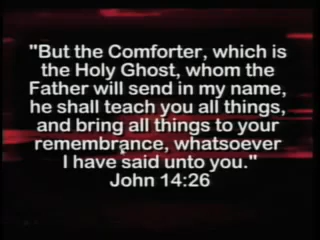 "But the Comforter, which is
the Holy Ghost, whom the
Father will send in my name,
he shall teach you all things,
and bring all things to your
remembrance, whatsoever
I have said unto you."
John 14:26